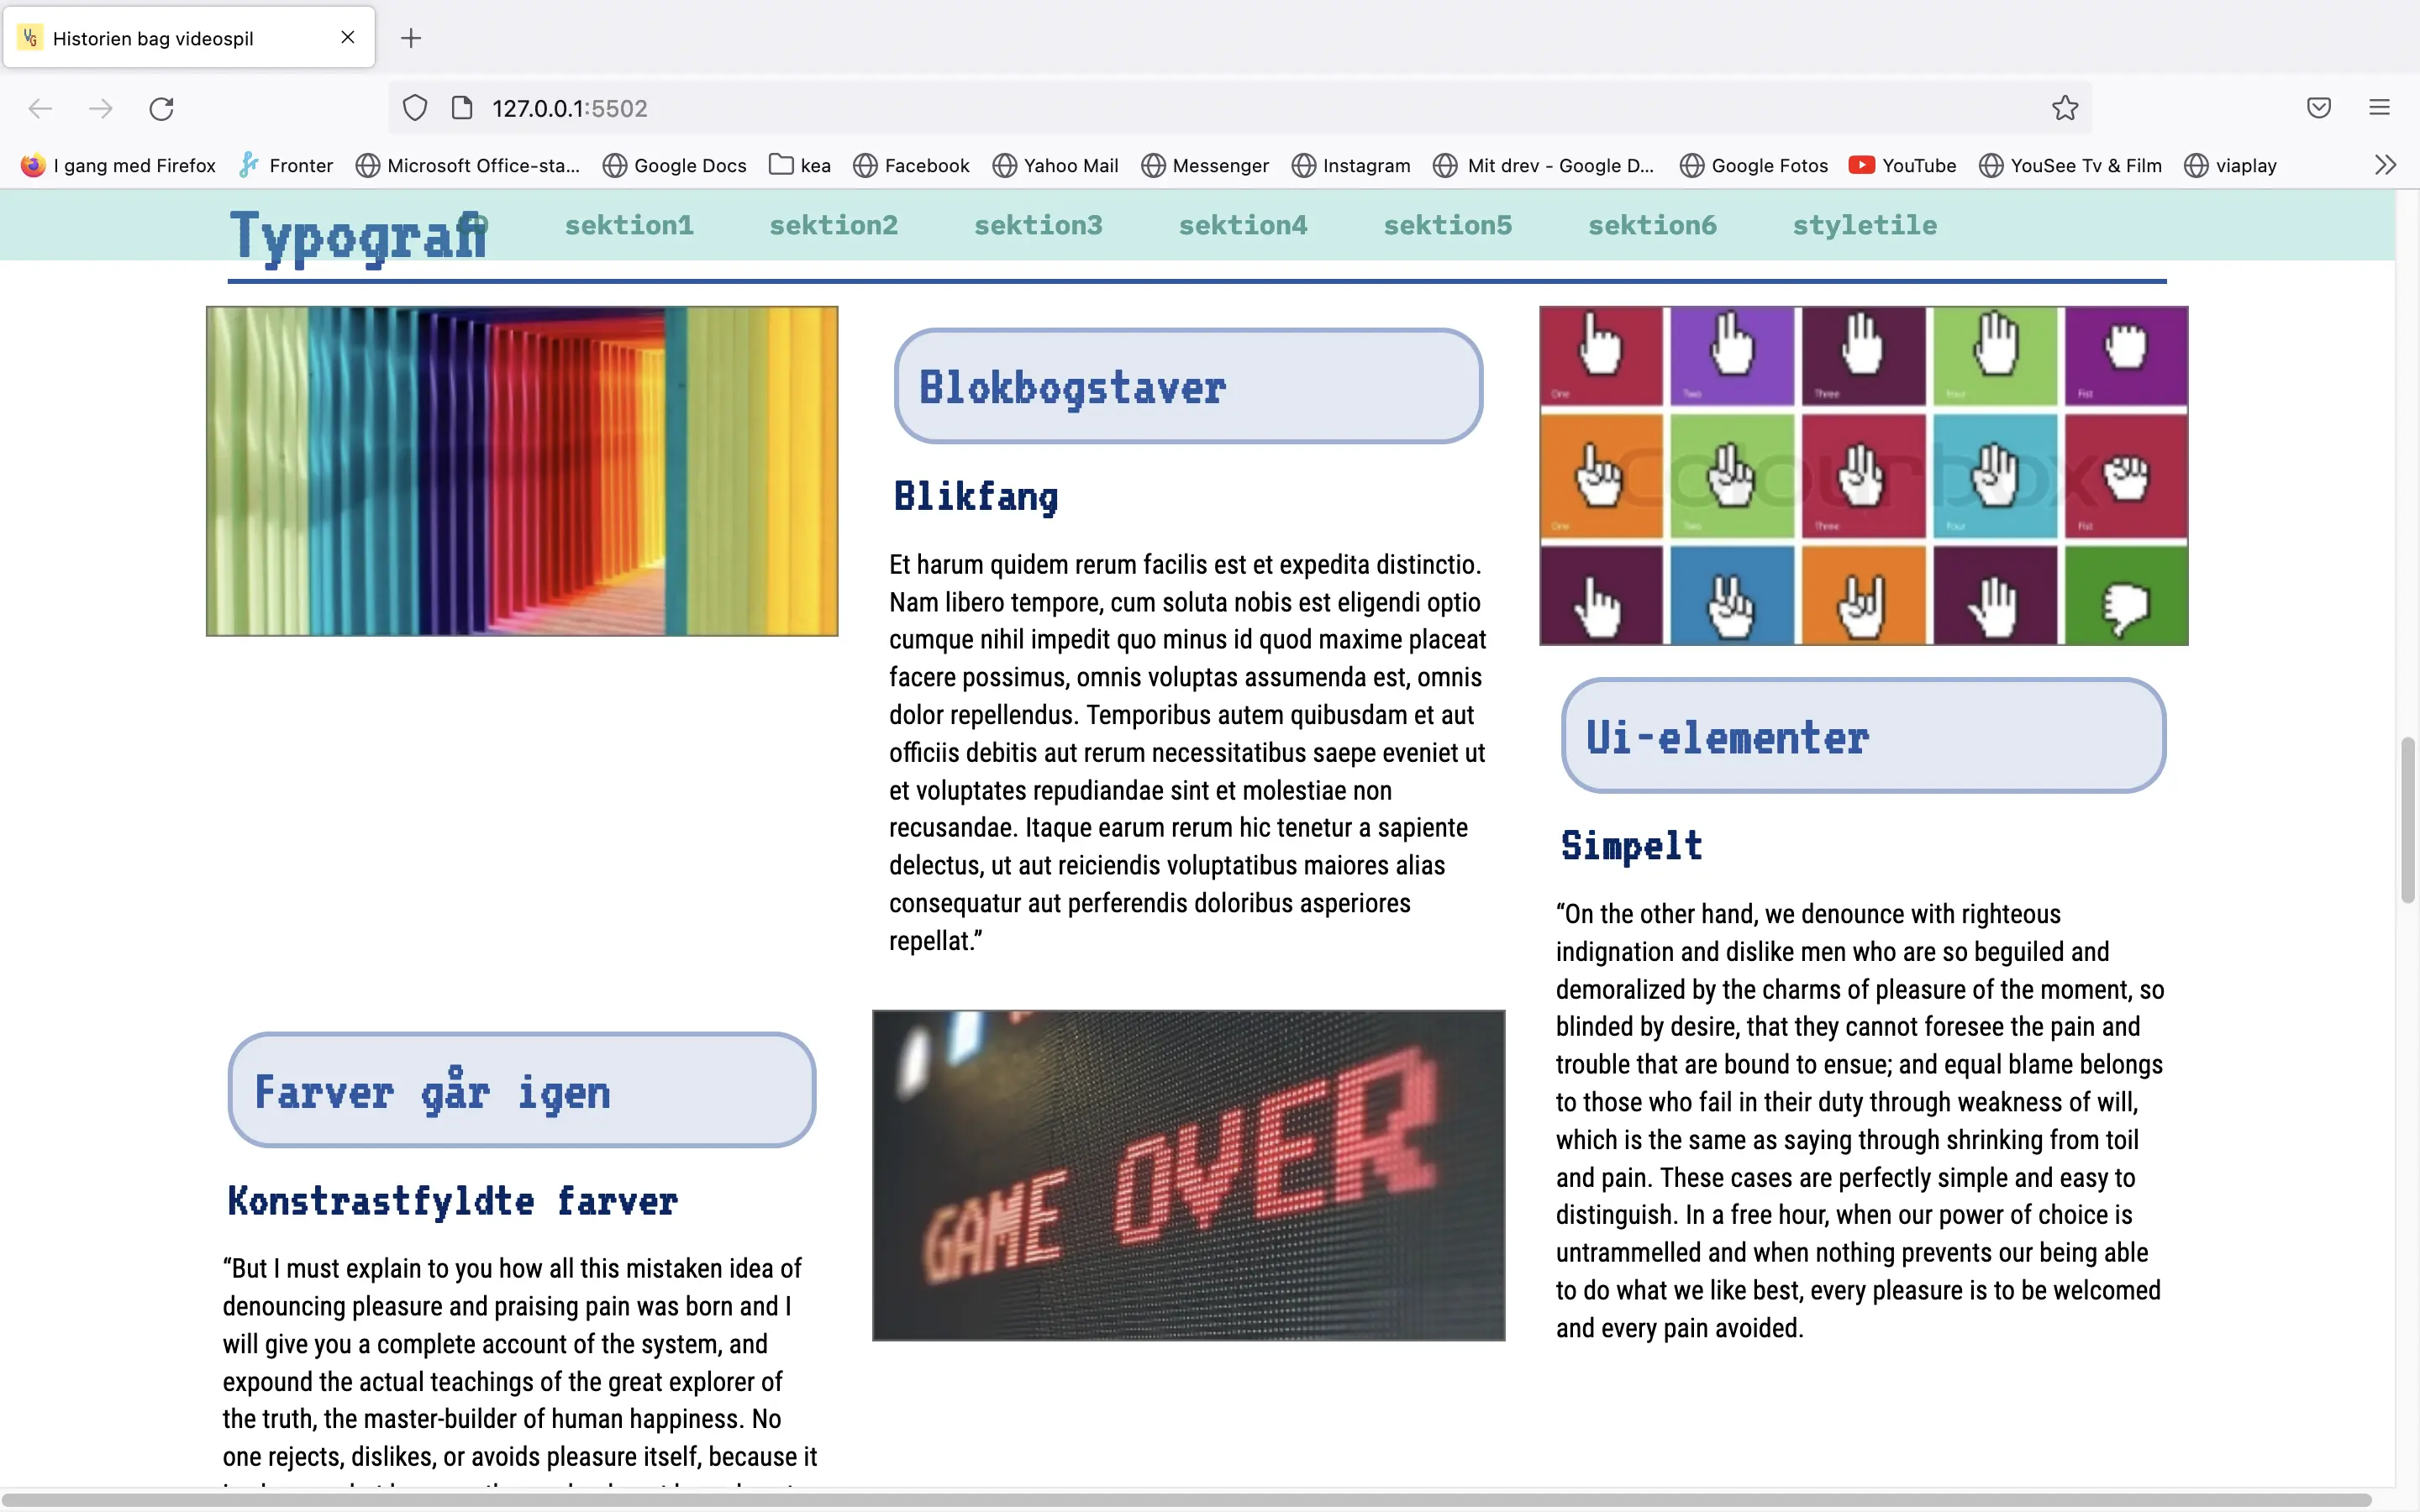 Historien bag videospil
127.0.0.1:5502
I gang med Firefox
Fronter
Microsoft Office-sta...
Google Docs
kea
Facebook
Yahoo Mail
Messenger
Instagram
Mit drev - Google D...
Google Fotos
YouTube
YouSee Tv & Film
viaplay
Typografi
sektion1
sektion2
sektion3
sektion4
sektion5
sektion6
styletile
Farver går igen
Konstrastfyldte farver
“But I must explain to you how all this mistaken idea of
denouncing pleasure and praising pain was born and I
will give you a complete account of the system, and
expound the actual teachings of the great explorer of
the truth, the master-builder of human happiness. No
one rejects, dislikes, or avoids pleasure itself, because it
Blokbogstaver
Blikfang
Et harum quidem rerum facilis est et expedita distinctio.
Nam libero tempore, cum soluta nobis est eligendi optio
cumque nihil impedit quo minus id quod maxime placeat
facere possimus, omnis voluptas assumenda est, omnis
dolor repellendus. Temporibus autem quibusdam et aut
officiis debitis aut rerum necessitatibus saepe eveniet ut
et voluptates repudiandae sint et molestiae non
recusandae. Itaque earum rerum hic tenetur a sapiente
delectus, ut aut reiciendis voluptatibus maiores alias
consequatur aut perferendis doloribus asperiores
repellat.”
GAME OVER
One
Two
Three
Four
Fist
One
Two
Three
Four
Fist
colourbox
Ui-elementer
Simpelt
“On the other hand, we denounce with righteous
indignation and dislike men who are so beguiled and
demoralized by the charms of pleasure of the moment, so
blinded by desire, that they cannot foresee the pain and
trouble that are bound to ensue; and equal blame belongs
to those who fail in their duty through weakness of will,
which is the same as saying through shrinking from toil
and pain. These cases are perfectly simple and easy to
distinguish. In a free hour, when our power of choice is
untrammelled and when nothing prevents our being able
to do what we like best, every pleasure is to be welcomed
and every pain avoided.